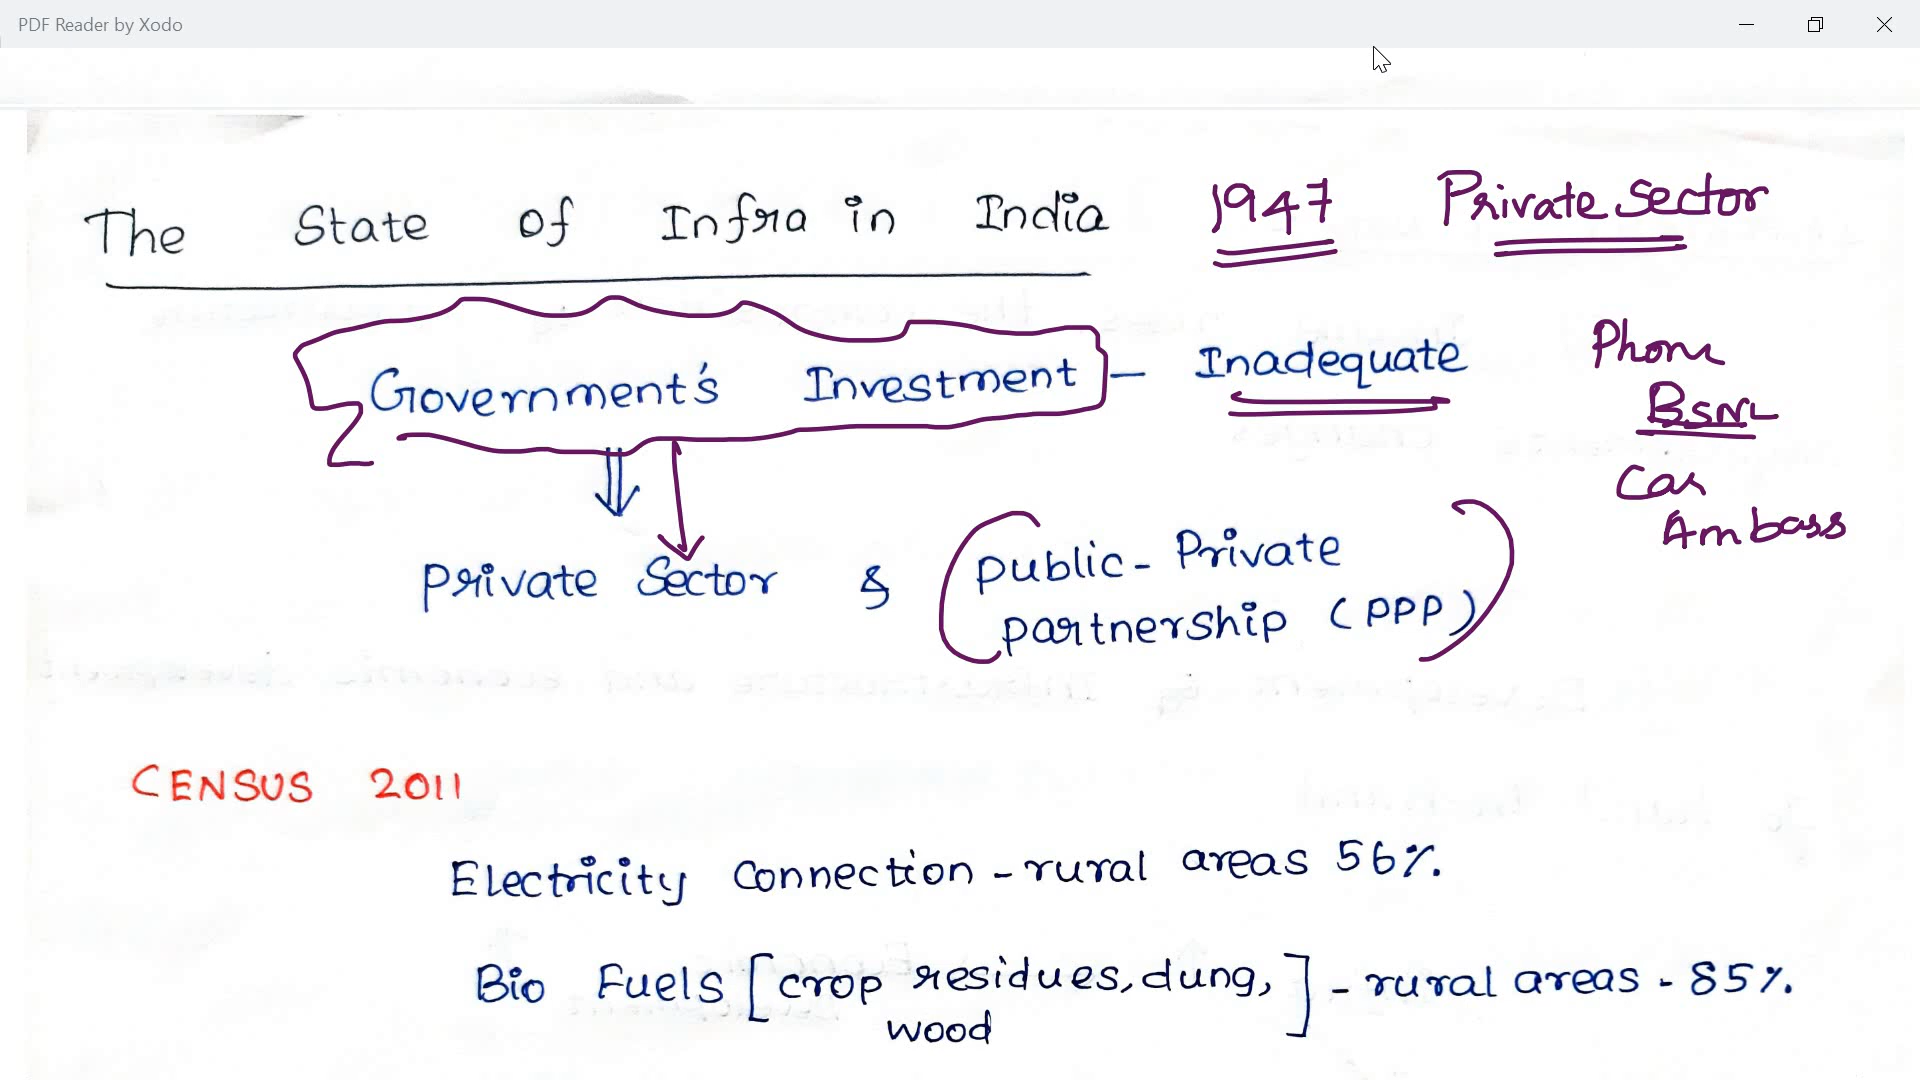 PDF Reader by Xodo
The State of Infra in India 1947 Private Sector
Government's Investment - Inadequate
Phone
BSNL
Car
Ambass
Private Sector & Public-Private
partnership (PPP)
CENSUS 2011
Electricity Connection - rural areas 56%.
Bio Fuels [crop residues, dung,] - rural areas - 85%.
wood